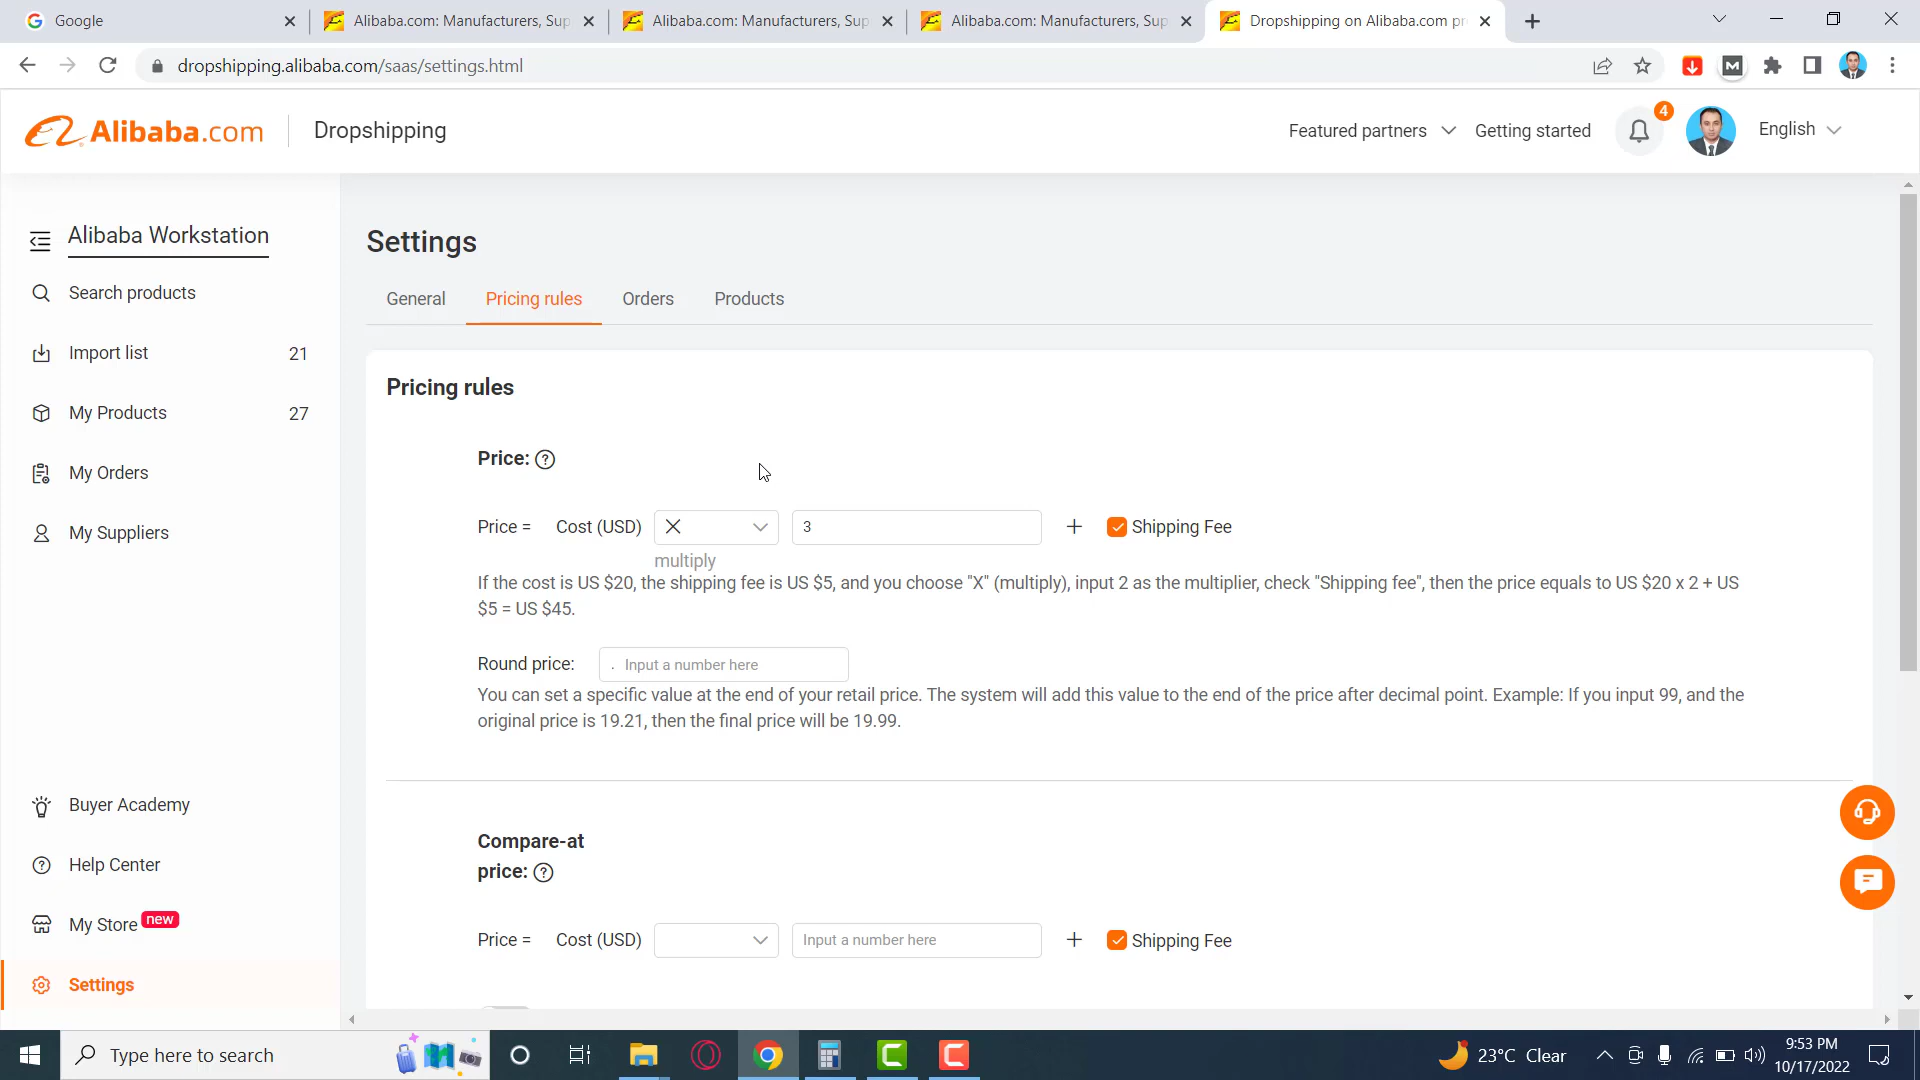 Google
Alibaba.com: Manufacturers, Sup
Alibaba.com: Manufacturers, Sup
Alibaba.com: Manufacturers, Sup
Dropshipping on Alibaba.com pr
dropshipping.alibaba.com/saas/settings.html
Alibaba.com
Dropshipping
Featured partners
Getting started
4
English
Alibaba Workstation
Search products
Import list 21
My Products 27
My Orders
My Suppliers
Buyer Academy
Help Center
My Store new
Settings
Settings
General
Pricing rules
Orders
Products
Pricing rules
Price: ?
Price = Cost (USD) X 3 + Shipping Fee
multiply
If the cost is US $20, the shipping fee is US $5, and you choose "X" (multiply), input 2 as the multiplier, check "Shipping fee", then the price equals to US $20 x 2 + US
$5 = US $45.
Round price: . Input a number here
You can set a specific value at the end of your retail price. The system will add this value to the end of the price after decimal point. Example: If you input 99, and the
original price is 19.21, then the final price will be 19.99.
Compare-at
price: ?
Price = Cost (USD) Input a number here + Shipping Fee
Type here to search
23°C Clear
9:53 PM
10/17/2022